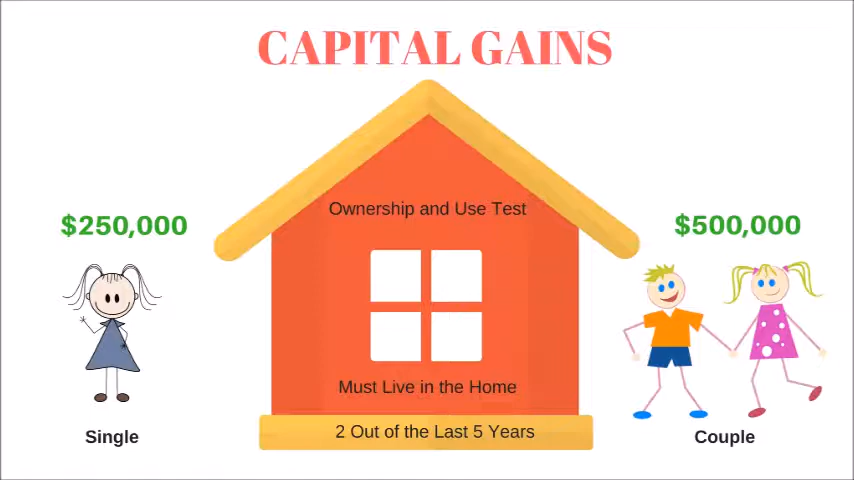 CAPITAL GAINS
Ownership and Use Test
$250,000
$500,000
Must Live in the Home
2 Out of the Last 5 Years
Single
Couple